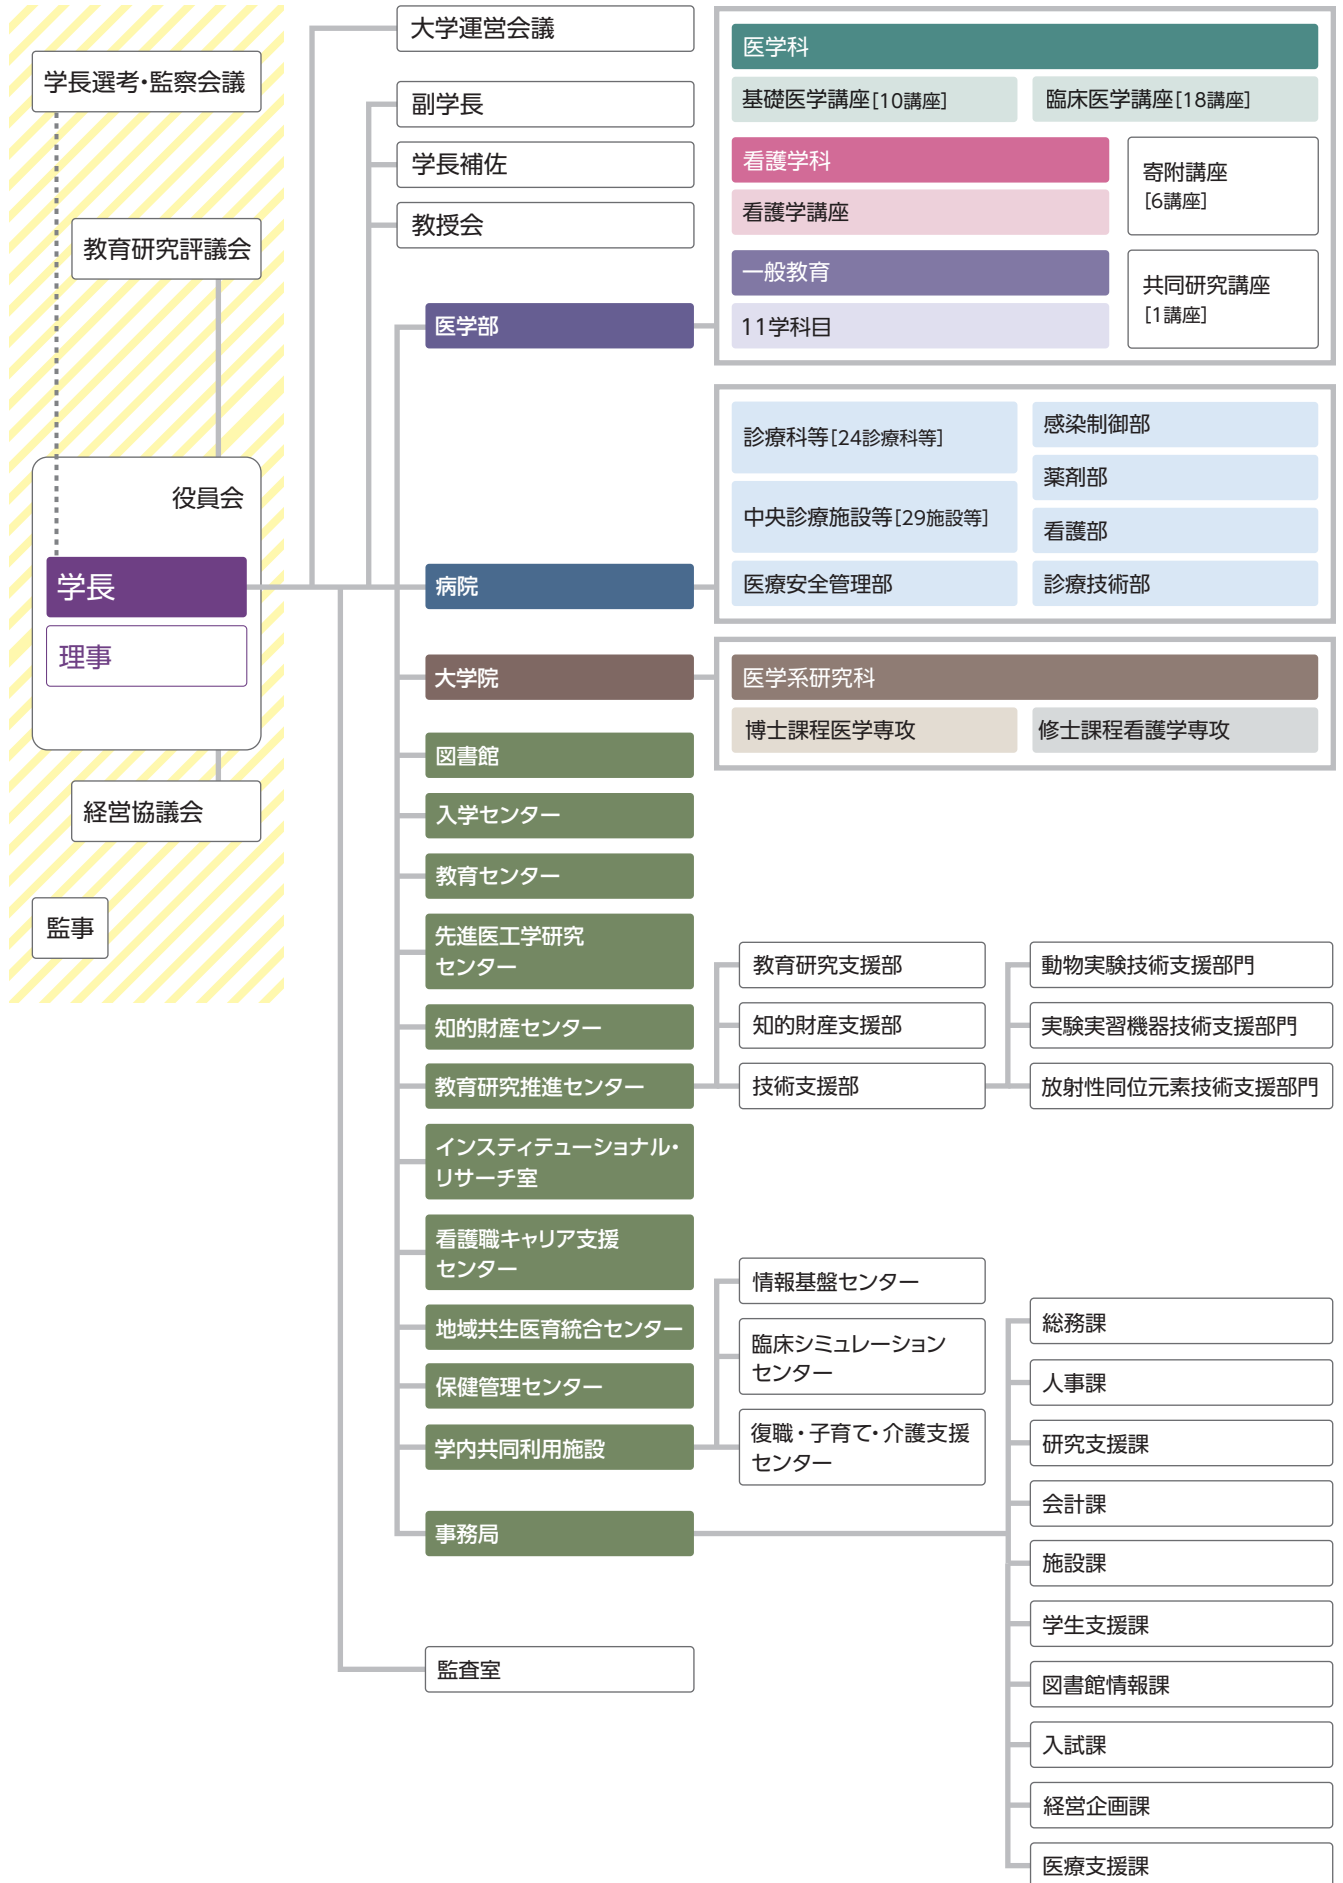 学長選考・監察会議
教育研究評議会
役員会
学長
理事
経営協議会
監事
大学運営会議
副学長
学長補佐
教授会
医学部
医学科
基礎医学講座[10講座]
臨床医学講座[18講座]
看護学科
看護学講座
一般教育
11学科目
寄附講座
[6講座]
共同研究講座
[1講座]
病院
診療科等[24診療科等]
中央診療施設等[29施設等]
医療安全管理部
感染制御部
薬剤部
看護部
診療技術部
大学院
医学系研究科
博士課程医学専攻
修士課程看護学専攻
図書館
入学センター
教育センター
先進医工学研究
センター
知的財産センター
教育研究推進センター
教育研究支援部
知的財産支援部
技術支援部
動物実験技術支援部門
実験実習機器技術支援部門
放射性同位元素技術支援部門
インスティテューショナル・
リサーチ室
看護職キャリア支援
センター
地域共生医育統合センター
保健管理センター
学内共同利用施設
情報基盤センター
臨床シミュレーション
センター
復職・子育て・介護支援
センター
事務局
総務課
人事課
研究支援課
会計課
施設課
学生支援課
図書館情報課
入試課
経営企画課
医療支援課
監査室